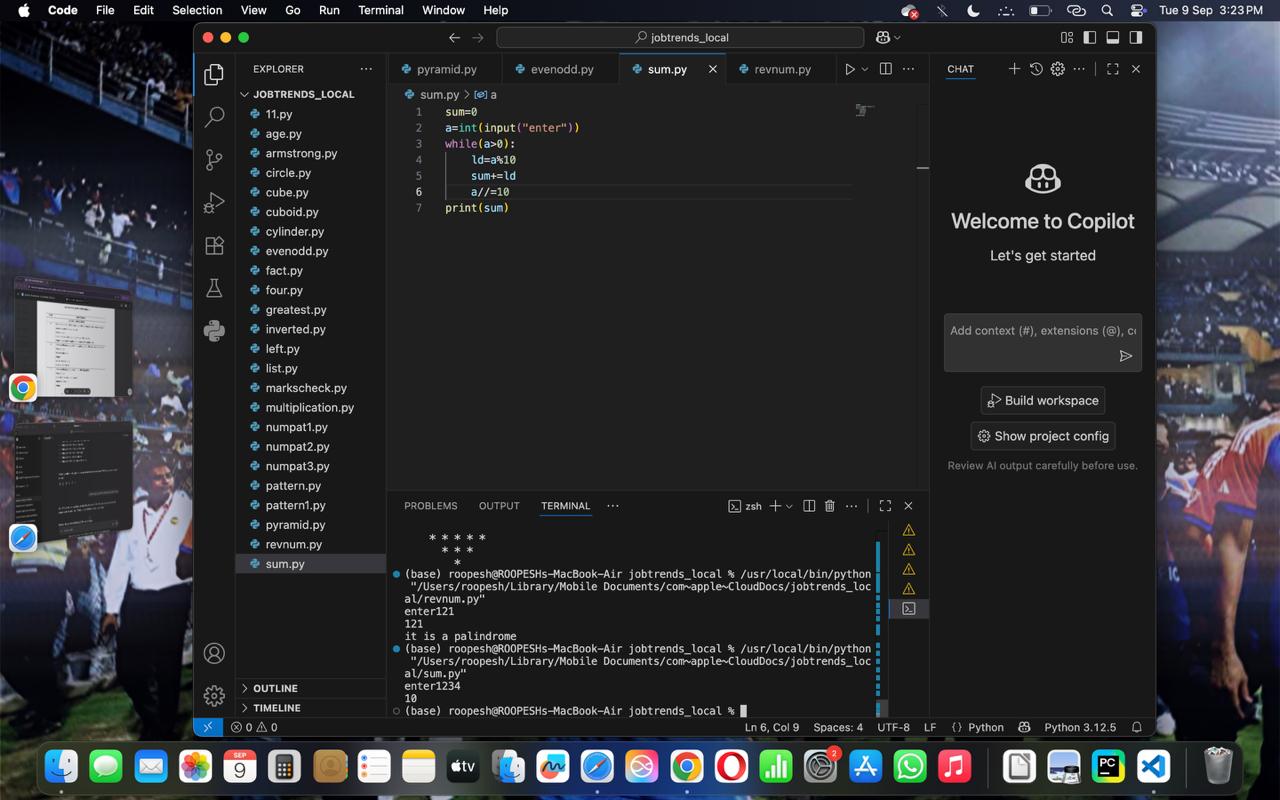 Code File Edit Selection View Go Run Terminal Window Help
Tue 9 Sep 3:23 PM
jobtrends_local
EXPLORER
JOBTRENDS_LOCAL
11.py
age.py
armstrong.py
circle.py
cube.py
cuboid.py
cylinder.py
evenodd.py
fact.py
four.py
greatest.py
inverted.py
left.py
list.py
markscheck.py
multiplication.py
numpat1.py
numpat2.py
numpat3.py
pattern.py
pattern1.py
pyramid.py
revnum.py
sum.py
OUTLINE
TIMELINE
pyramid.py evenodd.py sum.py revnum.py
sum.py > a
1 sum=0
2 a=int(input("enter"))
3 while(a>0):
4 ld=a%10
5 sum+=ld
6 a//=10
7 print(sum)
PROBLEMS OUTPUT TERMINAL
zsh
* * * * *
* * *
*
(base) roopesh@ROOPESHs-MacBook-Air jobtrends_local % /usr/local/bin/python
"/Users/roopesh/Library/Mobile Documents/com~apple~CloudDocs/jobtrends_loc
al/revnum.py"
enter121
121
it is a palindrome
(base) roopesh@ROOPESHs-MacBook-Air jobtrends_local % /usr/local/bin/python
"/Users/roopesh/Library/Mobile Documents/com~apple~CloudDocs/jobtrends_loc
al/sum.py"
enter1234
10
(base) roopesh@ROOPESHs-MacBook-Air jobtrends_local %
CHAT
Welcome to Copilot
Let's get started
Add context (#), extensions (@), co
Build workspace
Show project config
Review AI output carefully before use.
0 0
Ln 6, Col 9 Spaces: 4 UTF-8 LF {} Python Python 3.12.5
SEP
9
tv
2
PC